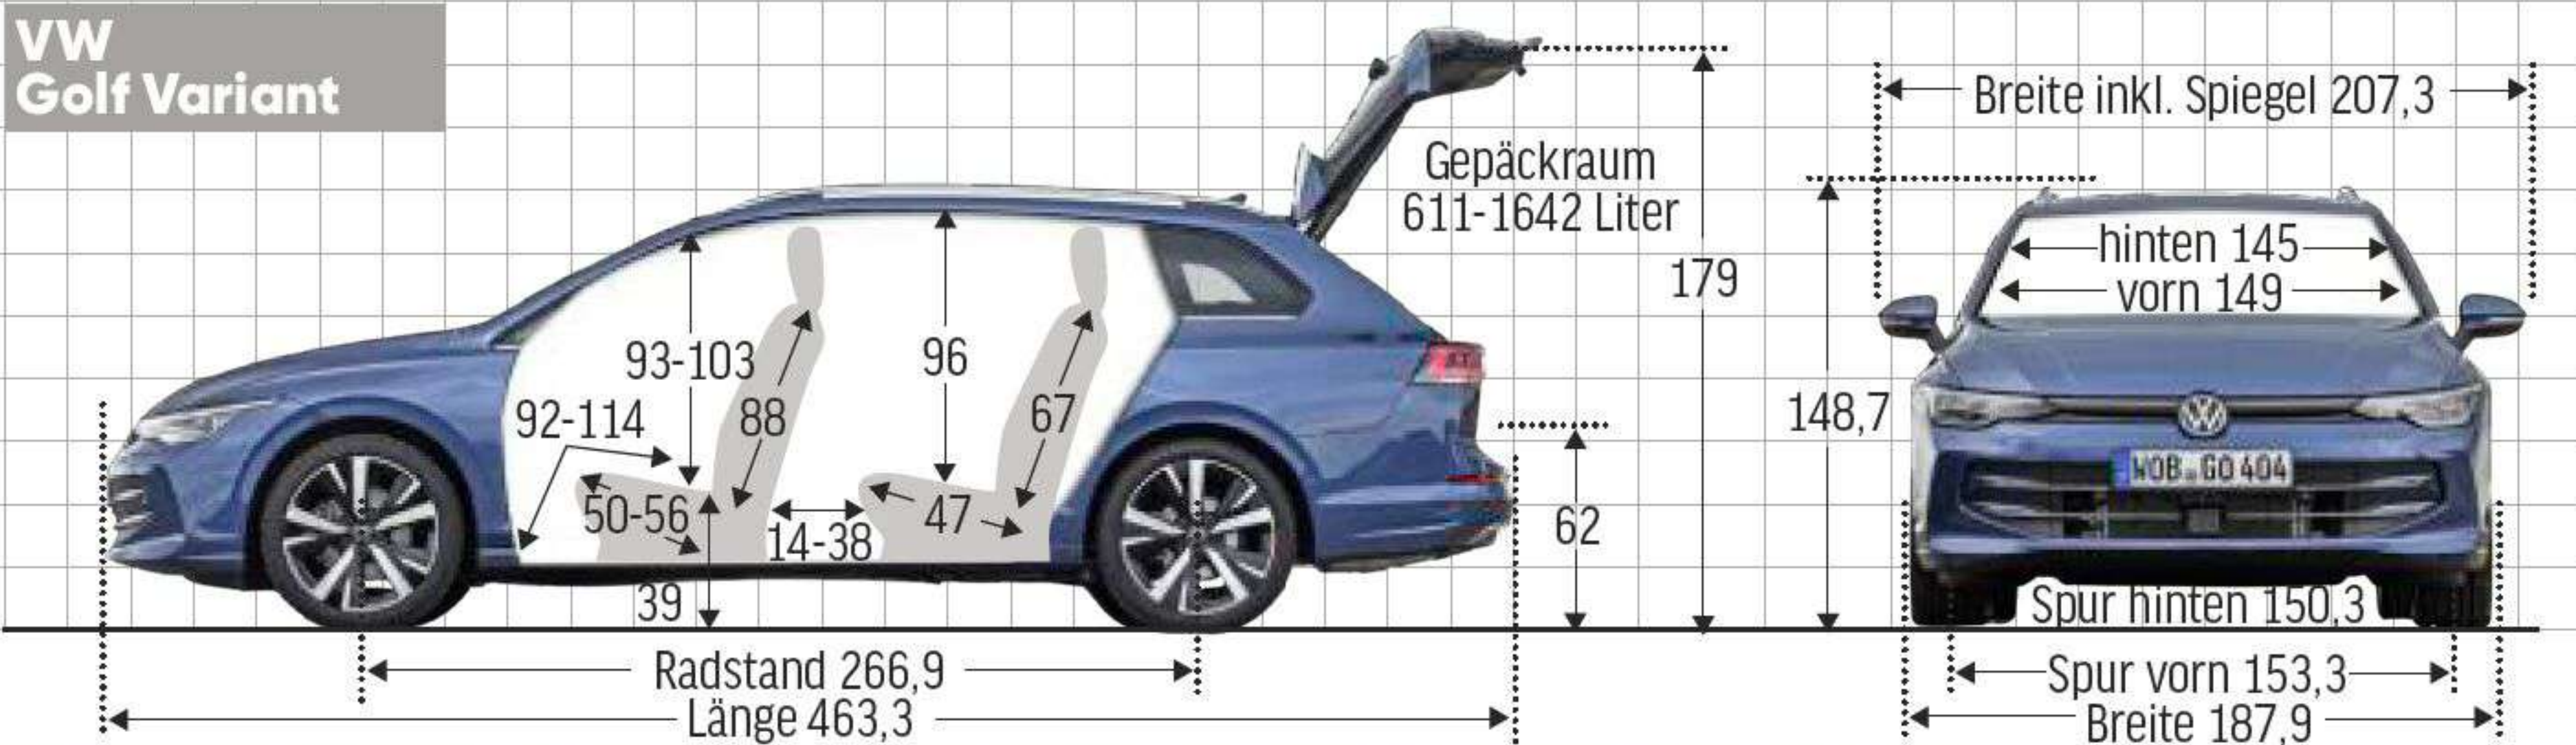 VW
Golf Variant
Breite inkl. Spiegel 207,3
Gepäckraum
611-1642 Liter
179
hinten 145
vorn 149
93-103
96
92-114
88
67
148,7
WOB GO 404
50-56
47
14-38
62
39
Spur hinten 150,3
Radstand 266,9
Spur vorn 153,3
Länge 463,3
Breite 187,9